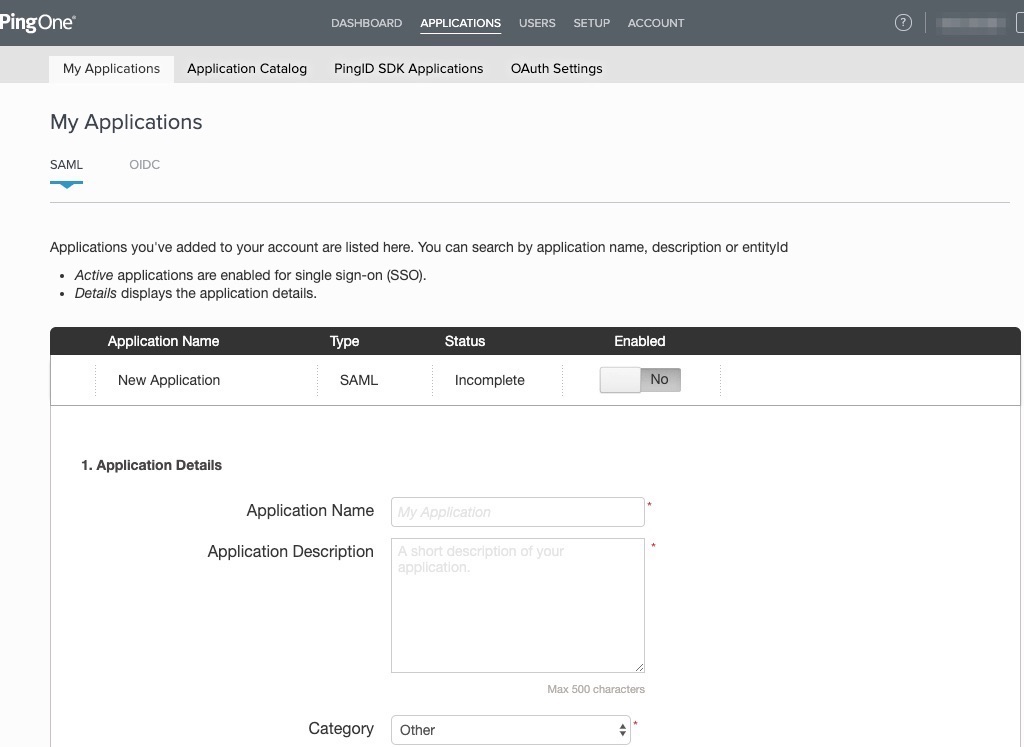 PingOne®
DASHBOARD APPLICATIONS USERS SETUP ACCOUNT ?
My Applications Application Catalog PingID SDK Applications OAuth Settings
My Applications
SAML OIDC
Applications you've added to your account are listed here. You can search by application name, description or entityId
• Active applications are enabled for single sign-on (SSO).
• Details displays the application details.
Application Name Type Status Enabled
New Application SAML Incomplete No
1. Application Details
Application Name My Application *
Application Description A short description of your *
application.
Max 500 characters
Category Other *